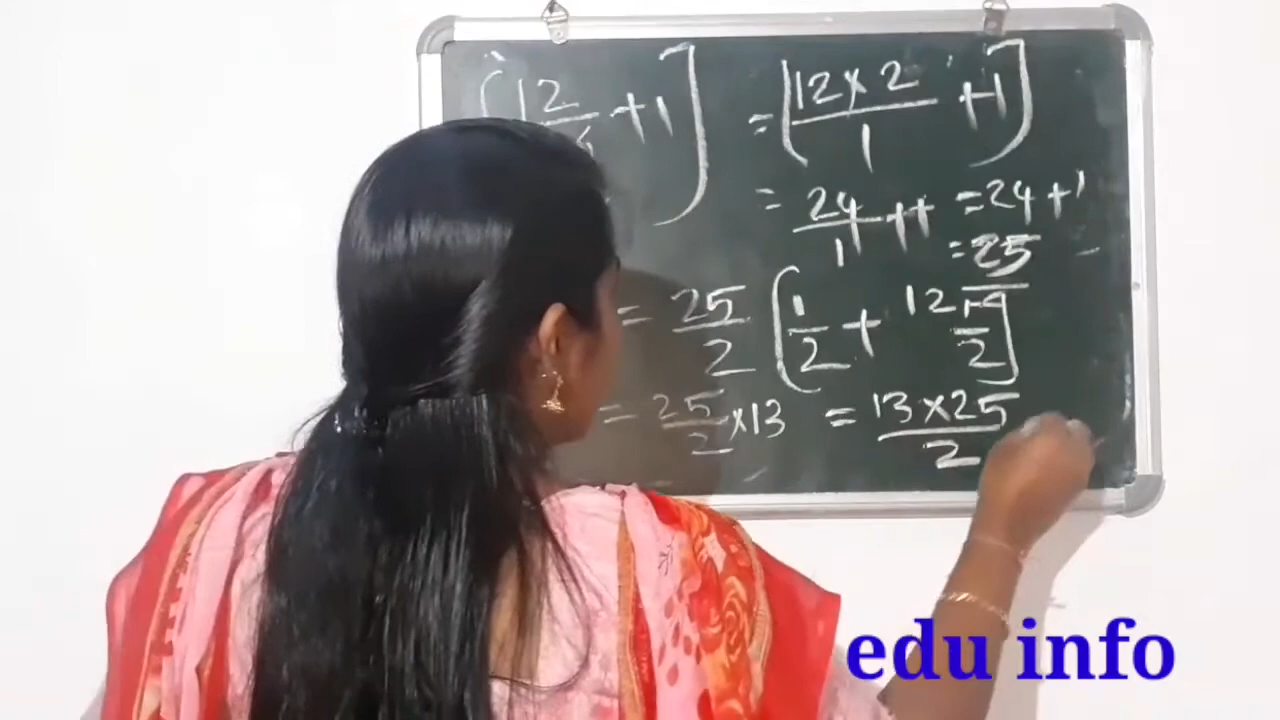 12 + 1] = (12 × 2 / 1 + 1)
= 24/1 + 1 = 24 + 1
= 25
= 25/2 [1/2 + 12 1/2]
= 25/2 × 13 = 13 × 25 / 2
edu info